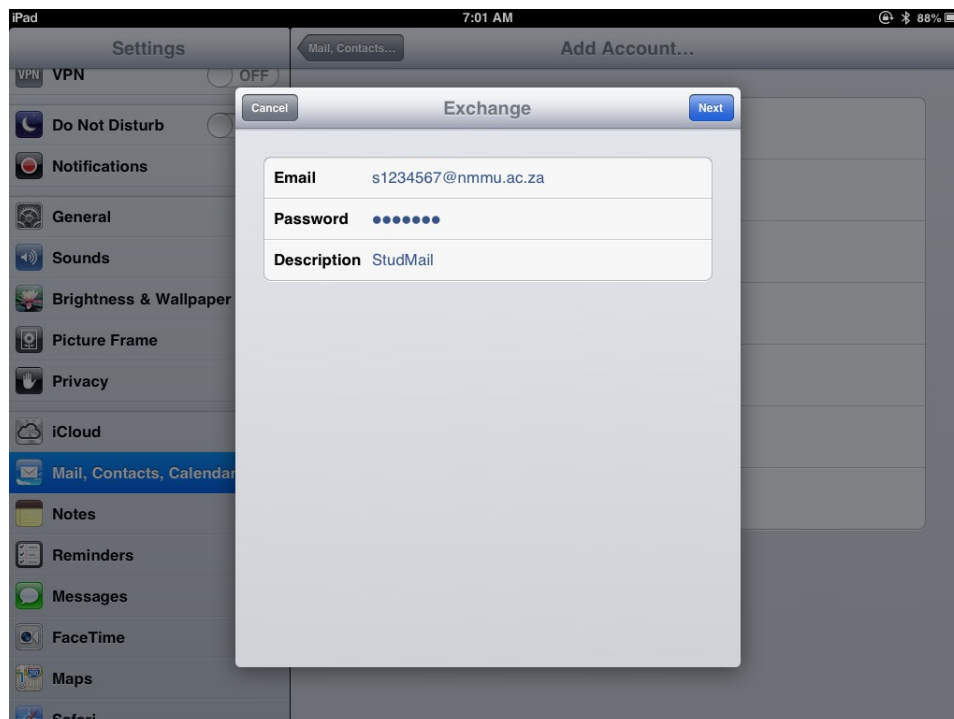 iPad 7:01 AM 88%
Settings
Mail, Contacts...
Add Account...
VPN VPN OFF
Do Not Disturb
Notifications
General
Sounds
Brightness & Wallpaper
Picture Frame
Privacy
iCloud
Mail, Contacts, Calendar
Notes
Reminders
Messages
FaceTime
Maps
Safari
Cancel Exchange Next
Email s1234567@nmmu.ac.za
Password ●●●●●●●
Description StudMail